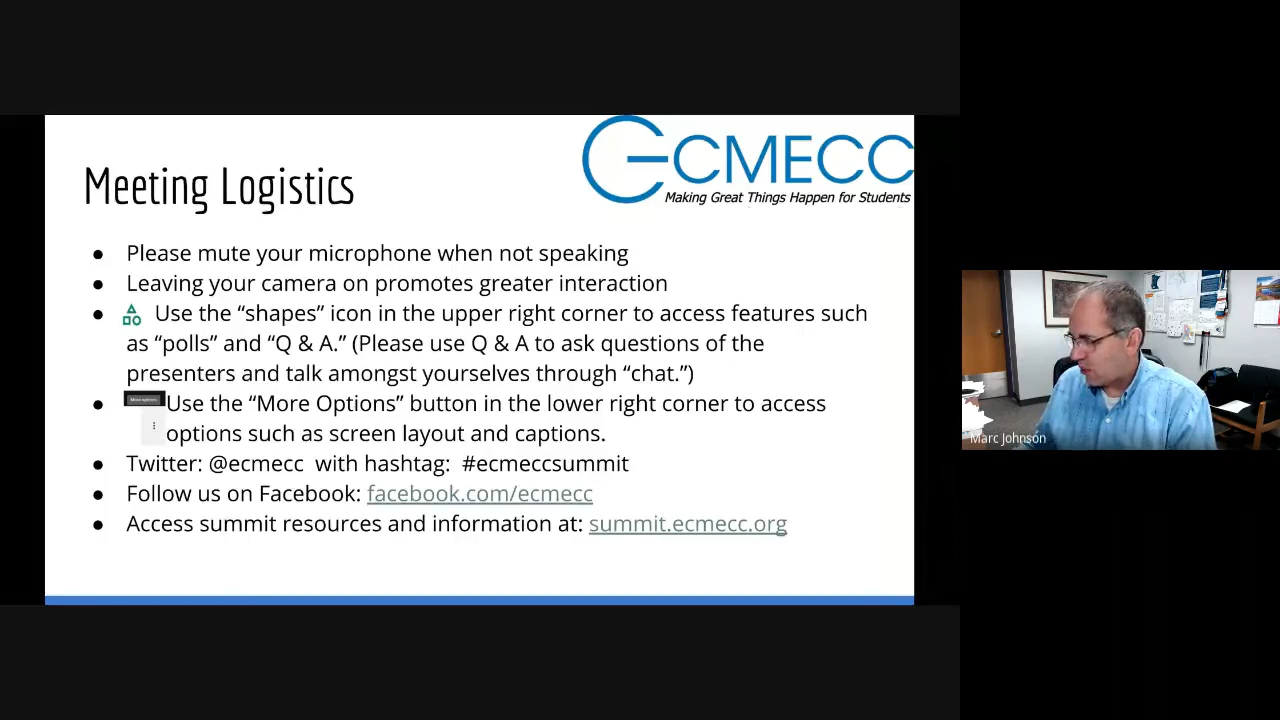 ECMECC
Making Great Things Happen for Students
Meeting Logistics
● Please mute your microphone when not speaking
● Leaving your camera on promotes greater interaction
● Use the “shapes” icon in the upper right corner to access features such
as “polls” and “Q & A.” (Please use Q & A to ask questions of the
presenters and talk amongst yourselves through “chat.”)
More options
● Use the “More Options” button in the lower right corner to access
options such as screen layout and captions.
● Twitter: @ecmecc with hashtag: #ecmeccsummit
● Follow us on Facebook: facebook.com/ecmecc
● Access summit resources and information at: summit.ecmecc.org
Marc Johnson